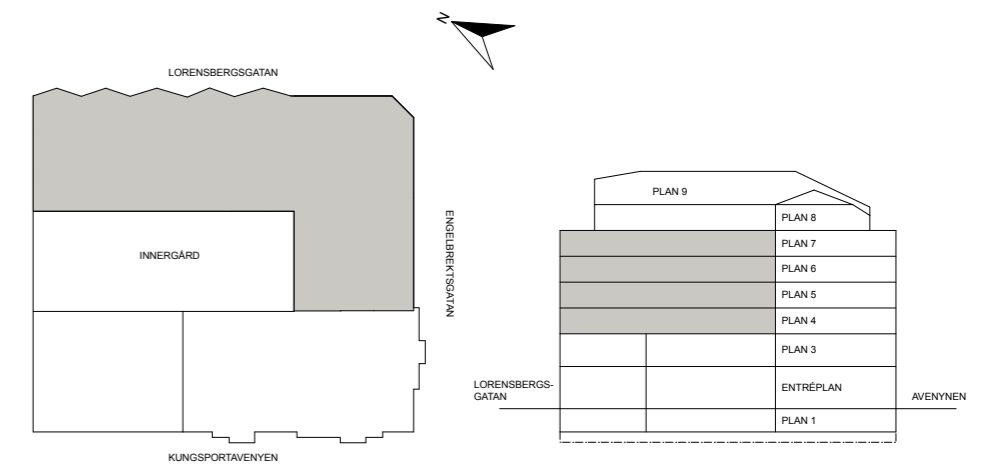 N
LORENSBERGSGATAN
INNERGÅRD
ENGELBREKTSGATAN
KUNGSPORTAVENYEN
PLAN 9
PLAN 8
PLAN 7
PLAN 6
PLAN 5
PLAN 4
PLAN 3
LORENSBERGS-
GATAN
ENTRÉPLAN
AVENYNEN
PLAN 1